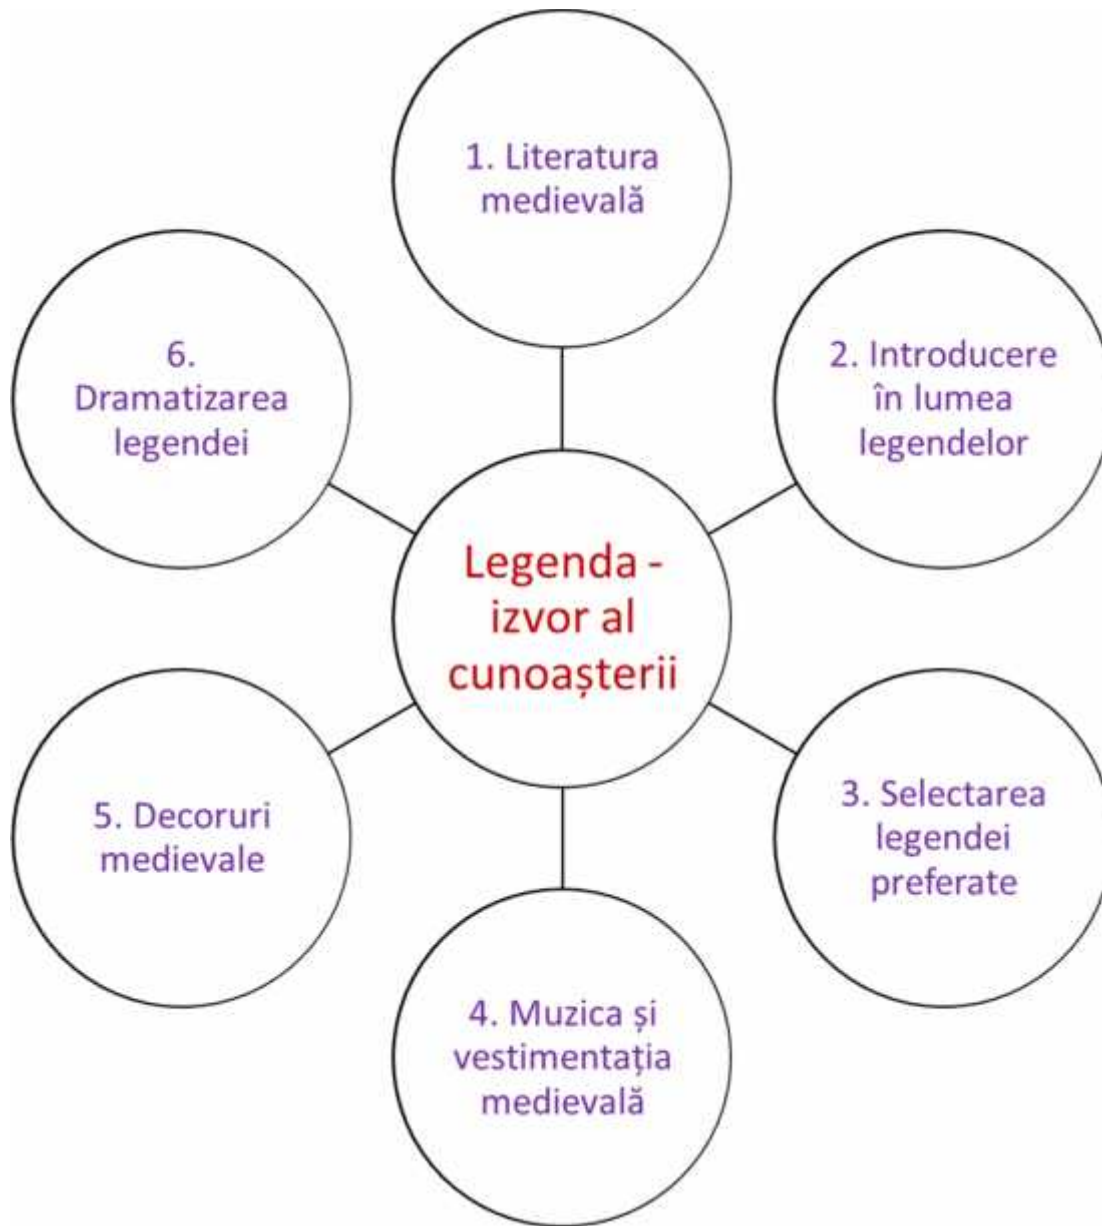 1. Literatura
medievală
2. Introducere
în lumea
legendelor
3. Selectarea
legendei
preferate
4. Muzica și
vestimentația
medievală
5. Decoruri
medievale
6.
Dramatizarea
legendei
Legenda -
izvor al
cunoașterii